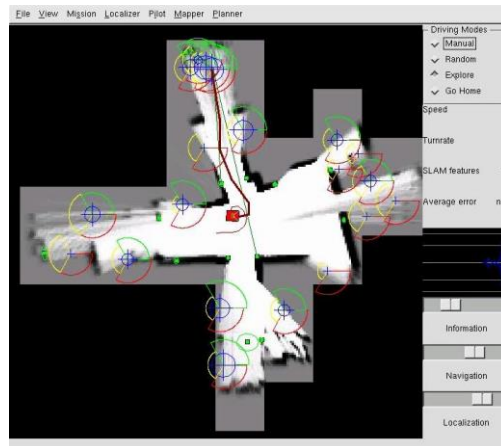 File View Mission Localizer Pilot Mapper Planner
Driving Modes
Manual
Random
Explore
Go Home
Speed
Turnrate
SLAM features
Average error n
Information
Navigation
Localization